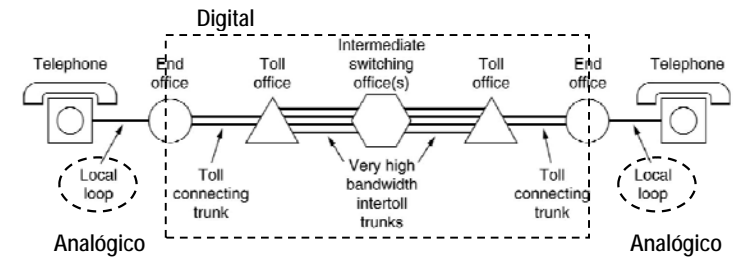 Digital
Telephone
End
office
Toll
office
Intermediate
switching
office(s)
Toll
office
End
office
Telephone
Local
loop
Toll
connecting
trunk
Very high
bandwidth
intertoll
trunks
Toll
connecting
trunk
Local
loop
Analógico
Analógico